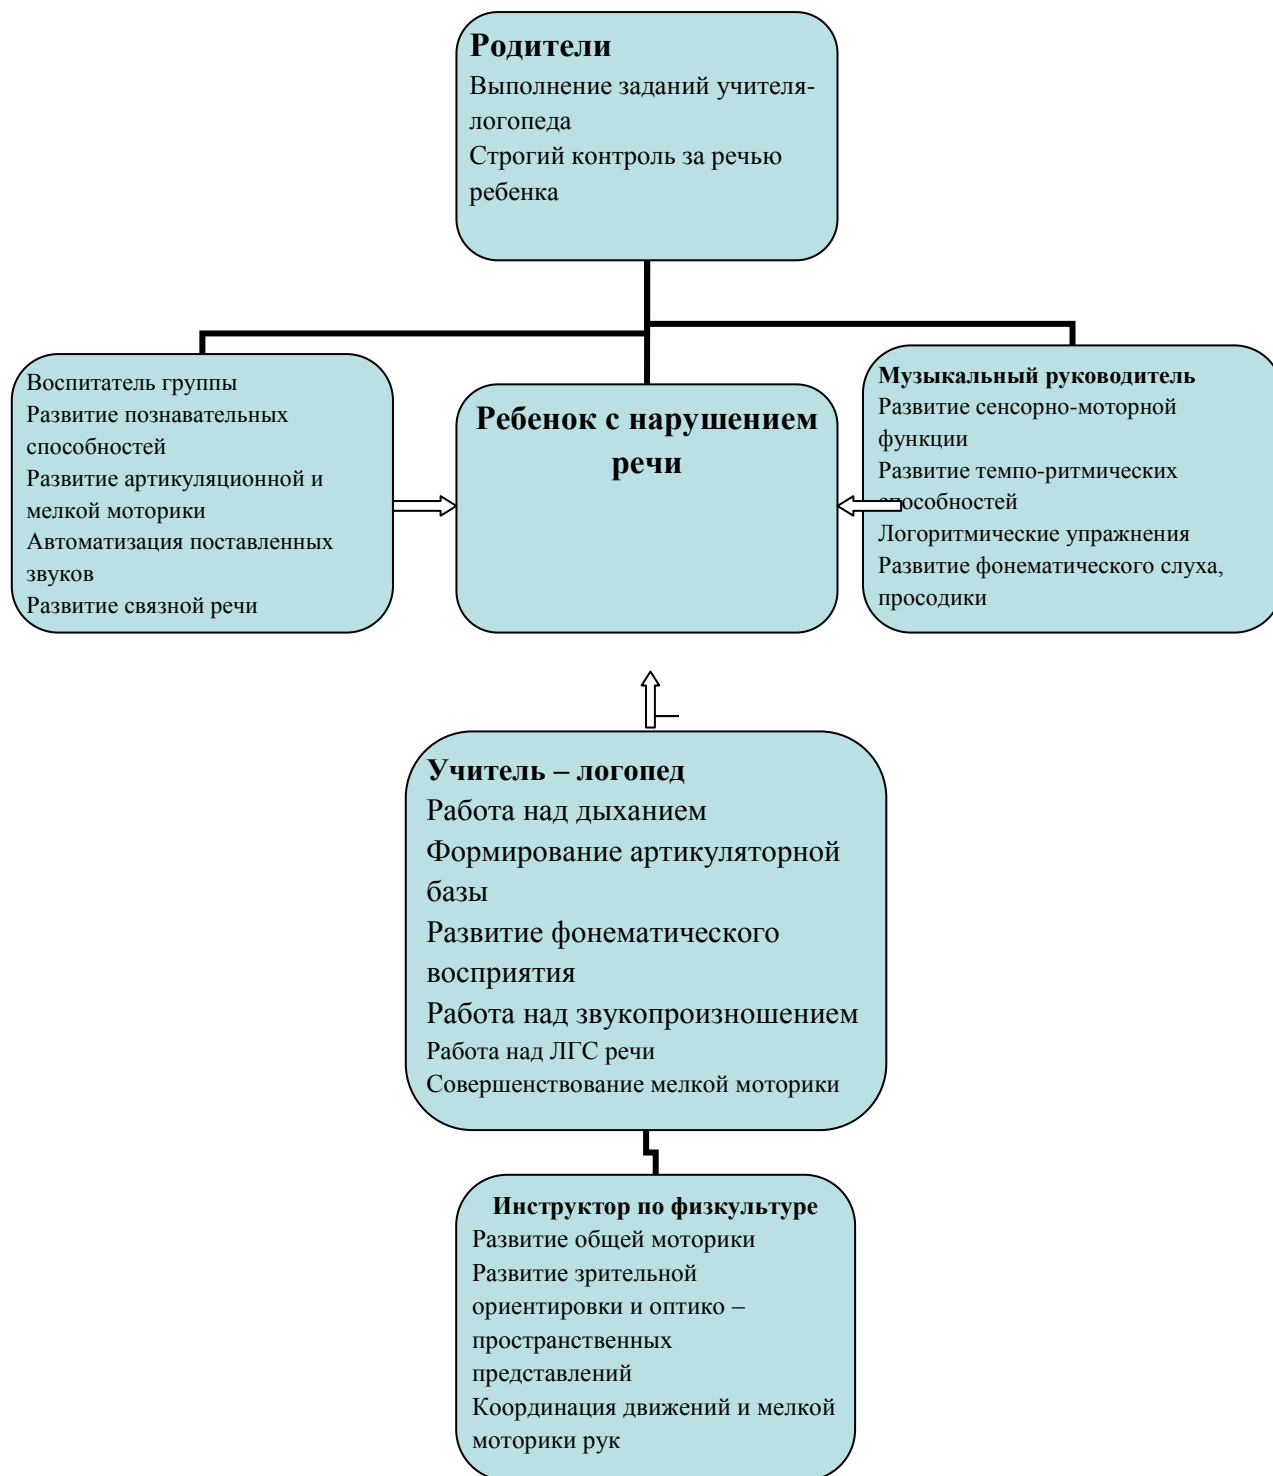 Родители
Выполнение заданий учителя-
логопеда
Строгий контроль за речью
ребенка
Воспитатель группы
Развитие познавательных
способностей
Развитие артикуляционной и
мелкой моторики
Автоматизация поставленных
звуков
Развитие связной речи
Ребенок с нарушением
речи
Музыкальный руководитель
Развитие сенсорно-моторной
функции
Развитие темпо-ритмических
способностей
Логоритмические упражнения
Развитие фонематического слуха,
просодики
Учитель – логопед
Работа над дыханием
Формирование артикуляторной
базы
Развитие фонематического
восприятия
Работа над звукопроизношением
Работа над ЛГС речи
Совершенствование мелкой моторики
Инструктор по физкультуре
Развитие общей моторики
Развитие зрительной
ориентировки и оптико –
пространственных
представлений
Координация движений и мелкой
моторики рук